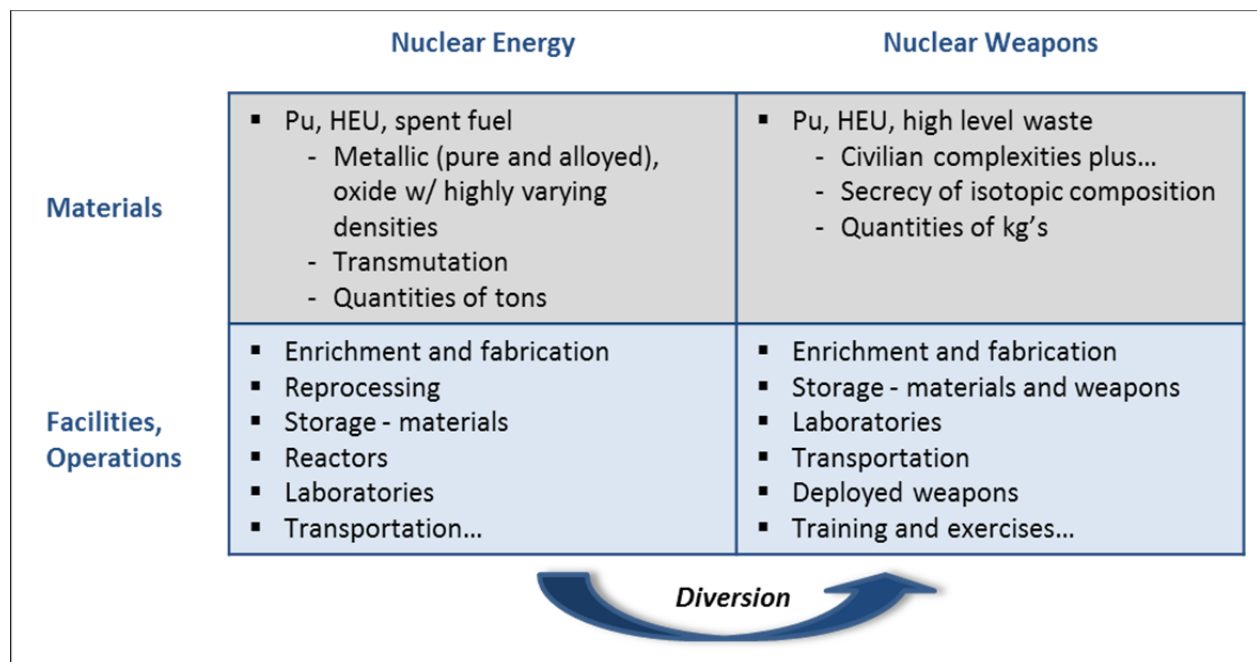 Nuclear Energy
Nuclear Weapons
Materials
▪ Pu, HEU, spent fuel
- Metallic (pure and alloyed),
oxide w/ highly varying
densities
- Transmutation
- Quantities of tons
▪ Pu, HEU, high level waste
- Civilian complexities plus…
- Secrecy of isotopic composition
- Quantities of kg’s
Facilities,
Operations
▪ Enrichment and fabrication
▪ Reprocessing
▪ Storage - materials
▪ Reactors
▪ Laboratories
▪ Transportation…
▪ Enrichment and fabrication
▪ Storage - materials and weapons
▪ Laboratories
▪ Transportation
▪ Deployed weapons
▪ Training and exercises…
Diversion